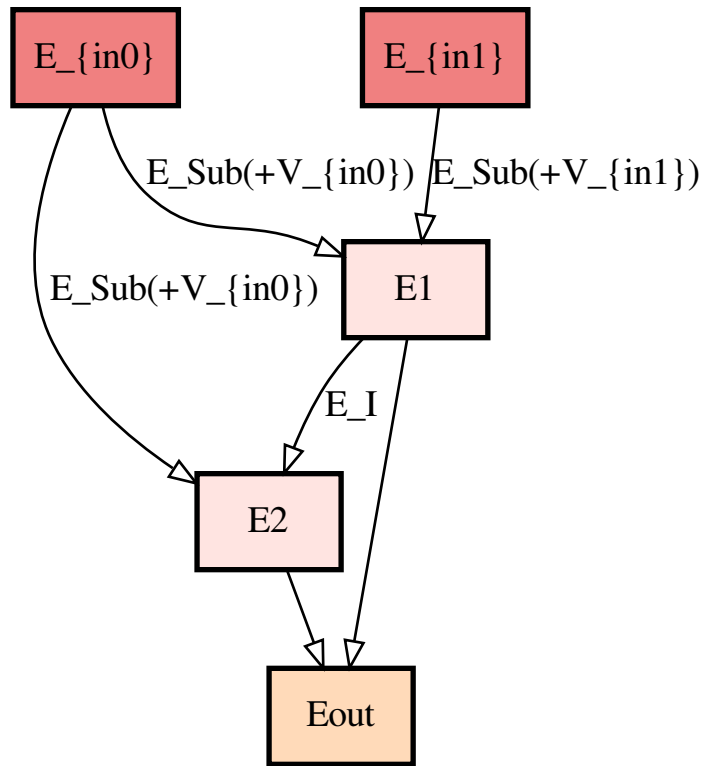 E_{in0}
E_{in1}
E_Sub(+V_{in0})
E_Sub(+V_{in1})
E_Sub(+V_{in0})
E1
E_I
E2
Eout